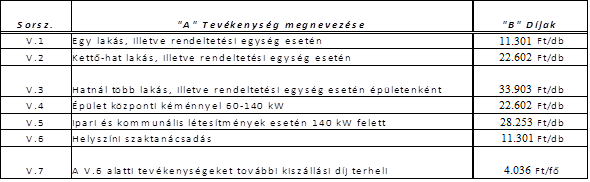 Sorsz. "A" Tevékenység megnevezése "B" Díjak
V.1 Egy lakás, illetve rendeltetési egység esetén 11.301 Ft/db
V.2 Kettő-hat lakás, illetve rendeltetési egység esetén 22.602 Ft/db
V.3 Hatnál több lakás, illetve rendeltetési egység esetén épületenként 33.903 Ft/db
V.4 Épület központi kéménnyel 60-140 kW 22.602 Ft/db
V.5 Ipari és kommunális létesítmények esetén 140 kW felett 28.253 Ft/db
V.6 Helyszíni szaktanácsadás 11.301 Ft/db
V.7 A V.6 alatti tevékenységeket további kiszállási díj terheli 4.036 Ft/fő